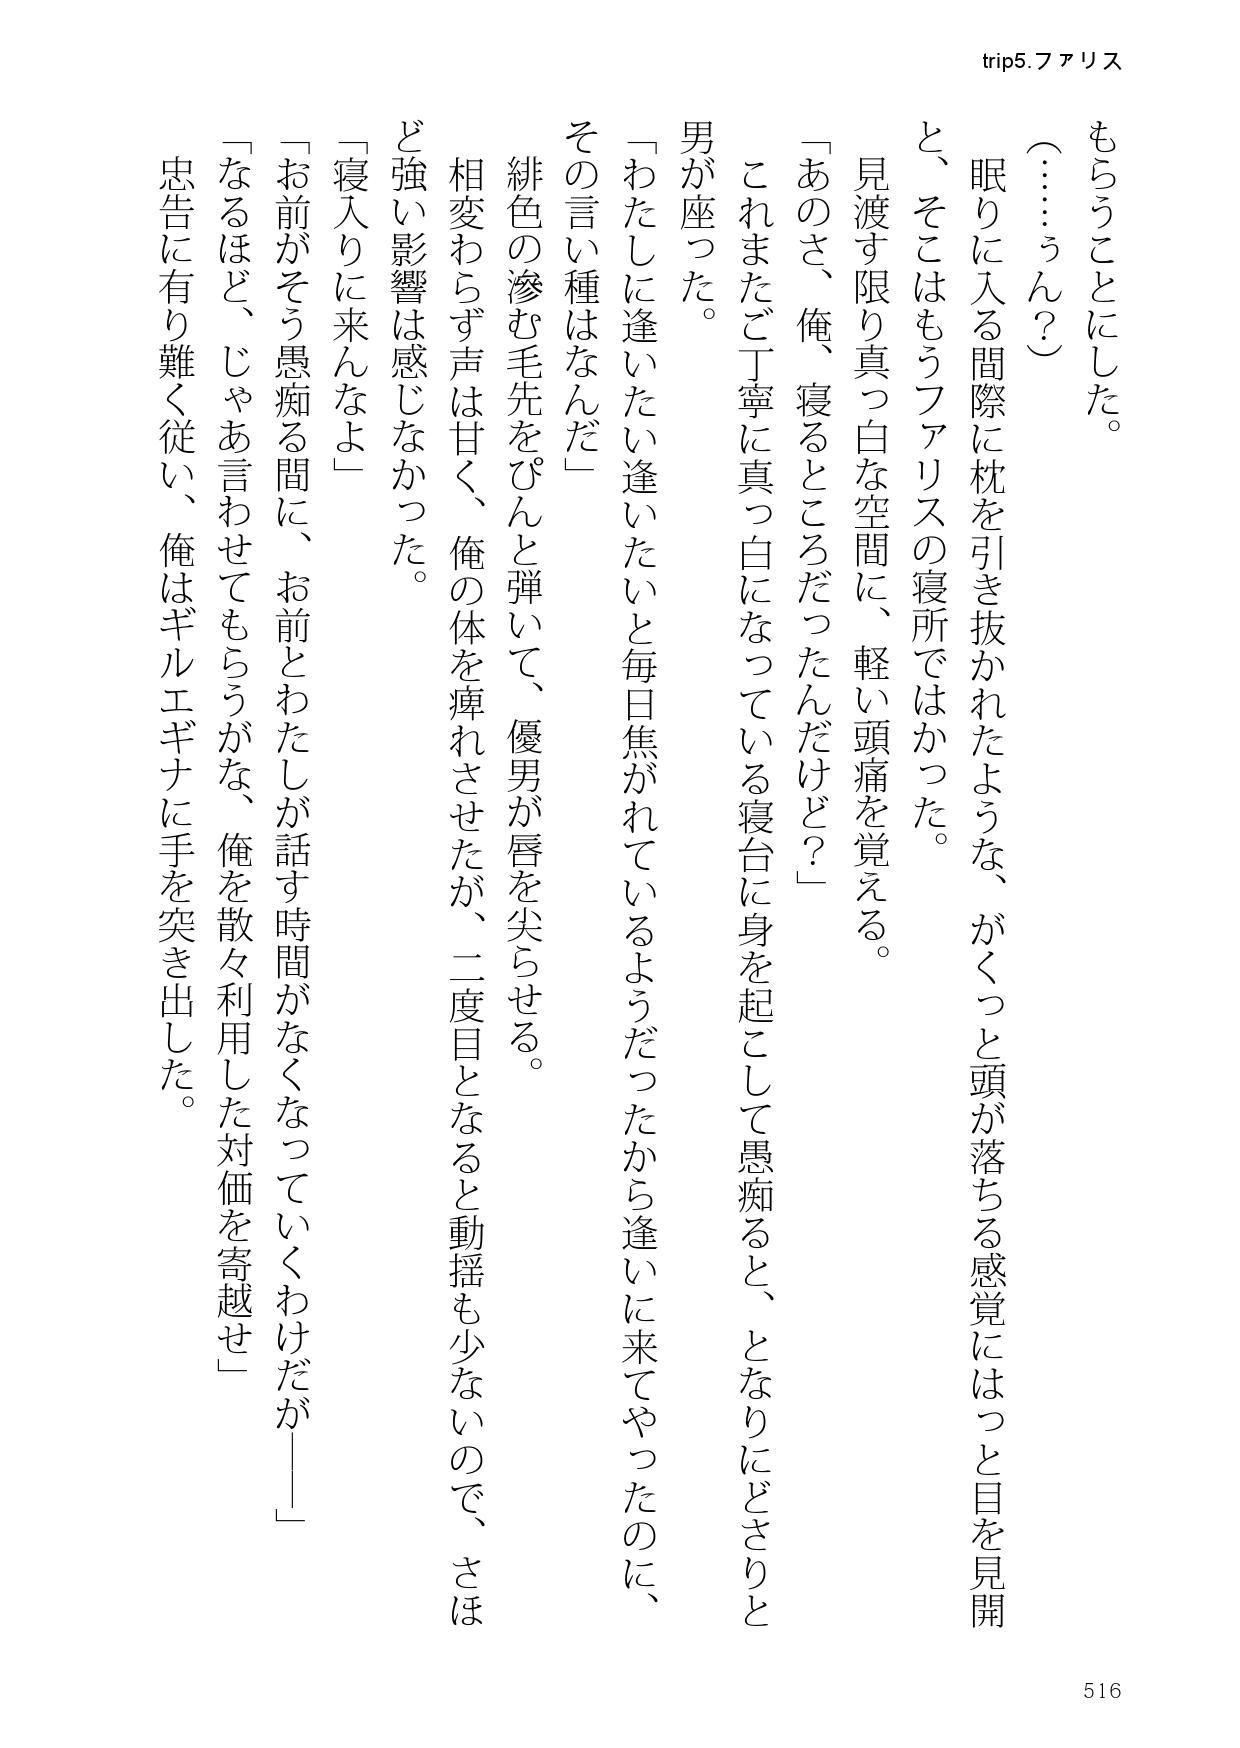 trip5.ファリス
もらうことにした。
（……うん？）
　眠りに入る間際に枕を引き抜かれたような、がくっと頭が落ちる感覚にはっと目を見開
と、そこはもうファリスの寝所ではかった。
　見渡す限り真っ白な空間に、軽い頭痛を覚える。
「あのさ、俺、寝るところだったんだけど？」
　これまたご丁寧に真っ白になっている寝台に身を起こして愚痴ると、となりにどさりと
男が座った。
「わたしに逢いたい逢いたいと毎日焦がれているようだったから逢いに来てやったのに、
その言い種はなんだ」
　緋色の滲む毛先をぴんと弾いて、優男が唇を尖らせる。
　相変わらず声は甘く、俺の体を痺れさせたが、二度目となると動揺も少ないので、さほ
ど強い影響は感じなかった。
「寝入りに来んなよ」
「お前がそう愚痴る間に、お前とわたしが話す時間がなくなっていくわけだが――」
「なるほど、じゃあ言わせてもらうがな、俺を散々利用した対価を寄越せ」
　忠告に有り難く従い、俺はギルエギナに手を突き出した。
516